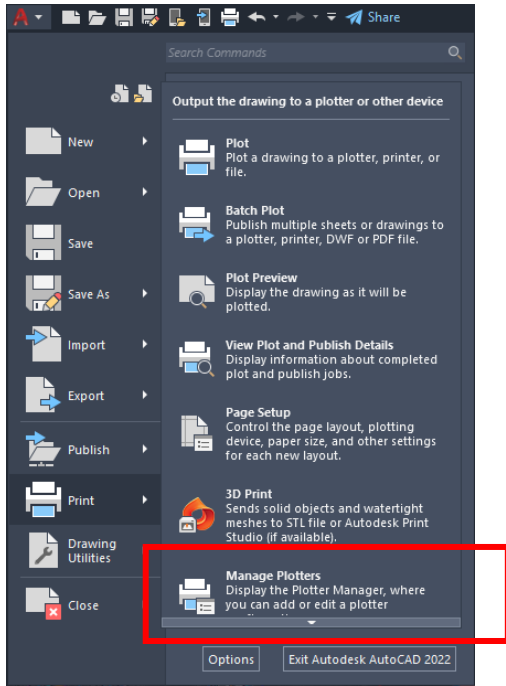 A
Share
Search Commands
Output the drawing to a plotter or other device
New
Open
Save
Save As
Import
Export
Publish
Print
Drawing
Utilities
Close
Plot
Plot a drawing to a plotter, printer, or
file.
Batch Plot
Publish multiple sheets or drawings to
a plotter, printer, DWF or PDF file.
Plot Preview
Display the drawing as it will be
plotted.
View Plot and Publish Details
Display information about completed
plot and publish jobs.
Page Setup
Control the page layout, plotting
device, paper size, and other settings
for each new layout.
3D Print
Sends solid objects and watertight
meshes to STL file or Autodesk Print
Studio (if available).
Manage Plotters
Display the Plotter Manager, where
you can add or edit a plotter
Options
Exit Autodesk AutoCAD 2022